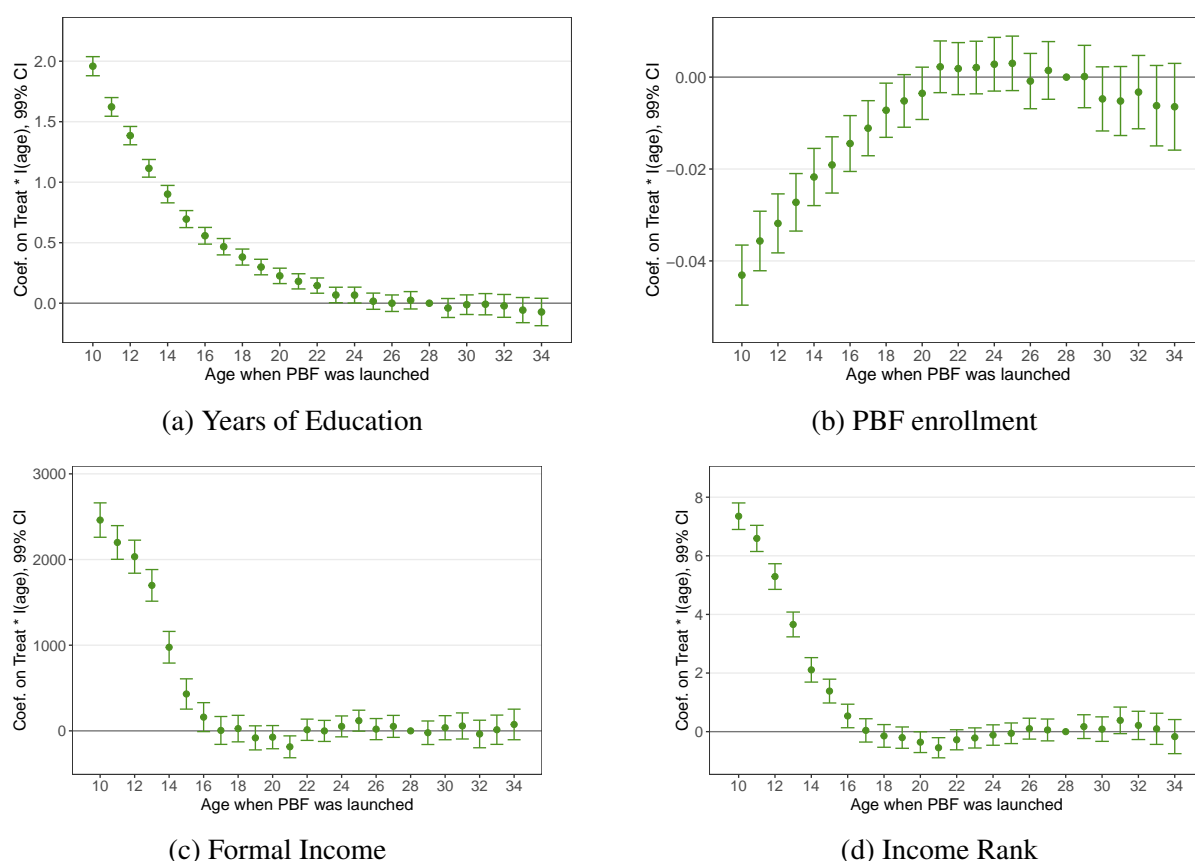 Coef. on Treat * I(age), 99% CI
2.0
1.5
1.0
0.5
0.0
10 12 14 16 18 20 22 24 26 28 30 32 34
Age when PBF was launched
(a) Years of Education
Coef. on Treat * I(age), 99% CI
0.00
−0.02
−0.04
10 12 14 16 18 20 22 24 26 28 30 32 34
Age when PBF was launched
(b) PBF enrollment
Coef. on Treat * I(age), 99% CI
3000
2000
1000
0
10 12 14 16 18 20 22 24 26 28 30 32 34
Age when PBF was launched
(c) Formal Income
Coef. on Treat * I(age), 99% CI
8
6
4
2
0
10 12 14 16 18 20 22 24 26 28 30 32 34
Age when PBF was launched
(d) Income Rank